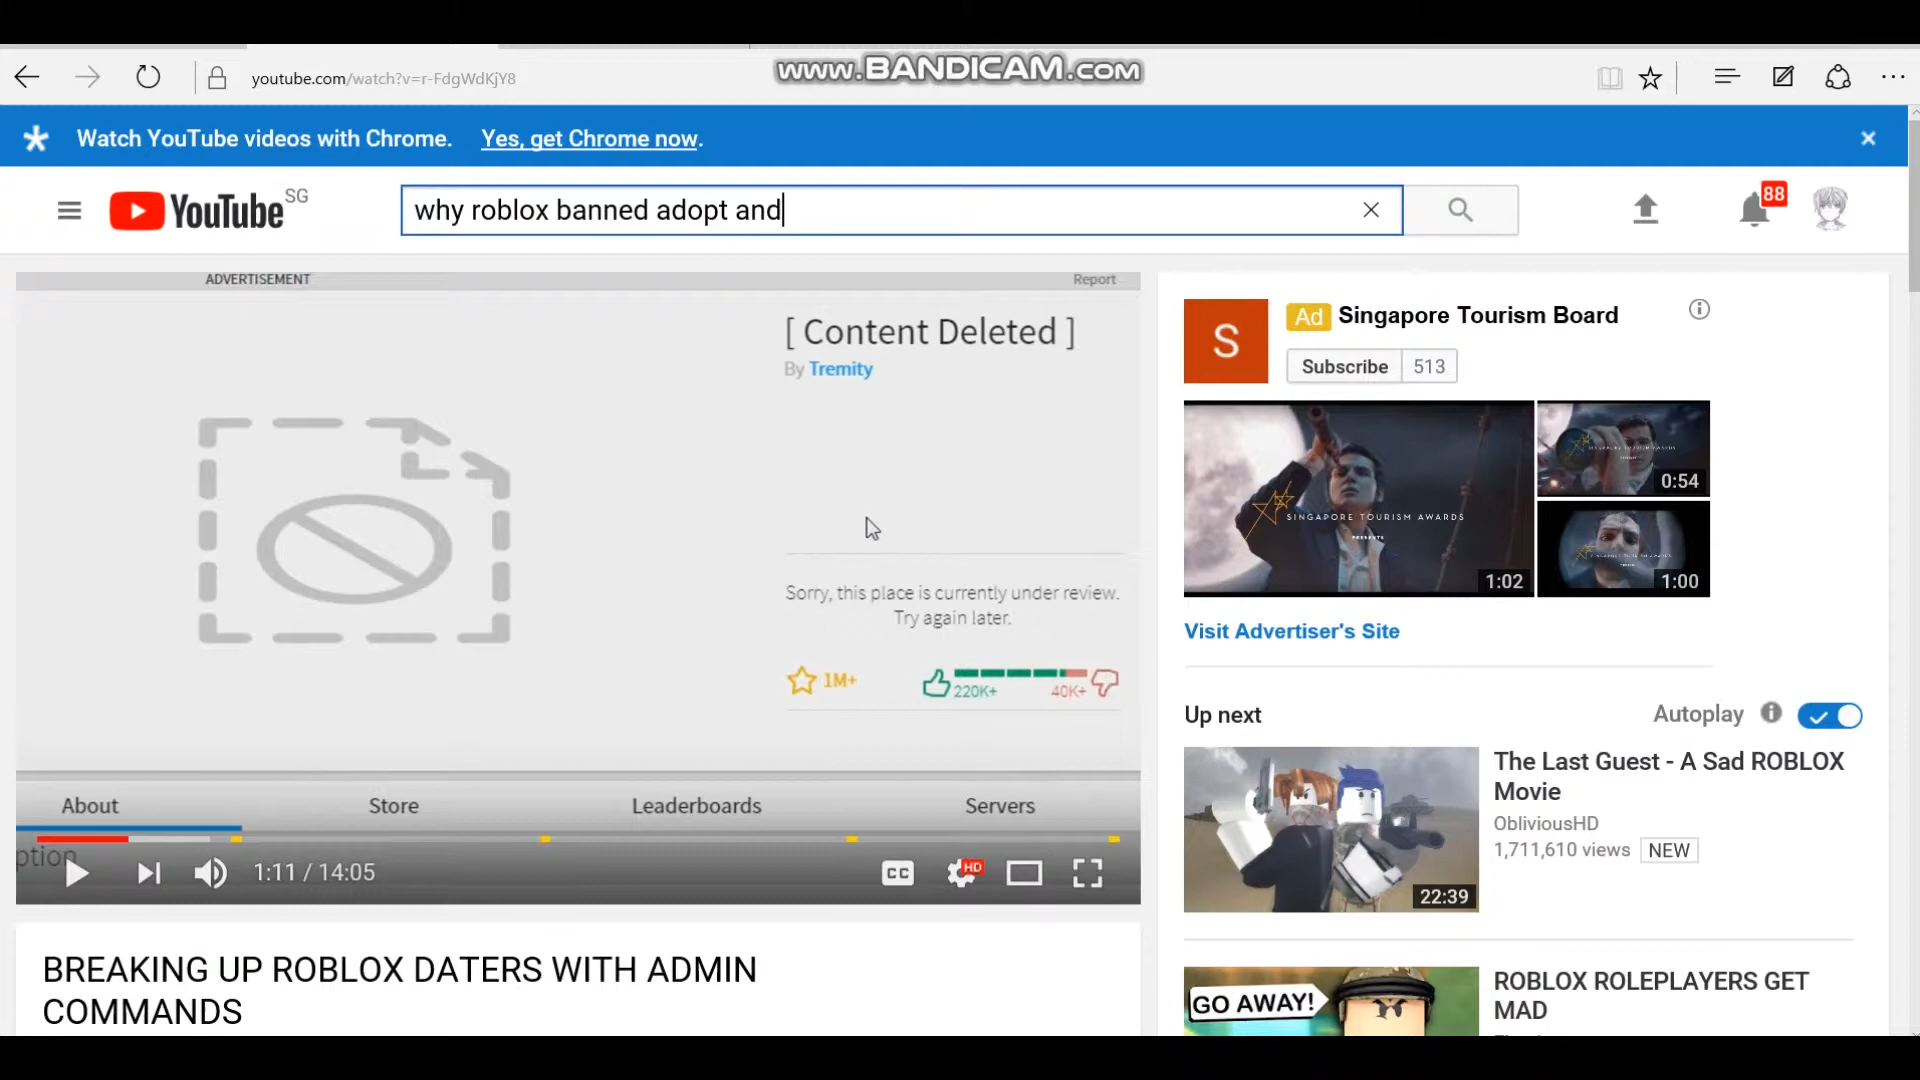 www.BANDICAM.com
youtube.com/watch?v=r-FdgWdKjY8
Watch YouTube videos with Chrome. Yes, get Chrome now.
YouTube SG
why roblox banned adopt and
88
ADVERTISEMENT
Report
[ Content Deleted ]
By Tremity
Sorry, this place is currently under review.
Try again later.
1M+
220K+
40K+
About
Store
Leaderboards
Servers
ption
1:11 / 14:05
CC
HD
BREAKING UP ROBLOX DATERS WITH ADMIN
COMMANDS
S
Ad Singapore Tourism Board
Subscribe 513
SINGAPORE TOURISM AWARDS
PRESENTS
1:02
0:54
1:00
Visit Advertiser's Site
Up next
Autoplay
The Last Guest - A Sad ROBLOX
Movie
ObliviousHD
1,711,610 views NEW
22:39
GO AWAY!
ROBLOX ROLEPLAYERS GET
MAD